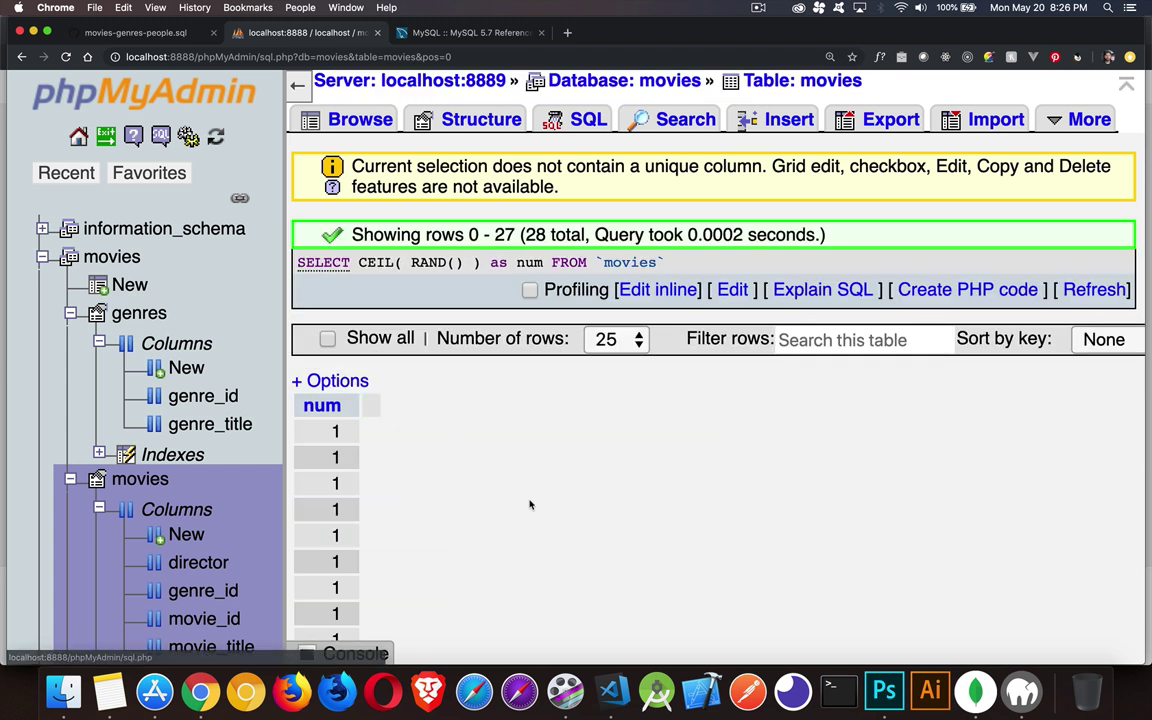 Chrome File Edit View History Bookmarks People Window Help 100% Mon May 20 8:26 PM
movies-genres-people.sql localhost:8888 / localhost / mo MySQL :: MySQL 5.7 Referenc
localhost:8888/phpMyAdmin/sql.php?db=movies&table=movies&pos=0
phpMyAdmin
Recent Favorites
information_schema
movies
New
genres
Columns
New
genre_id
genre_title
Indexes
movies
Columns
New
director
genre_id
movie_id
movie_title
localhost:8888/phpMyAdmin/sql.php
Server: localhost:8889 » Database: movies » Table: movies
Browse Structure SQL Search Insert Export Import More
Current selection does not contain a unique column. Grid edit, checkbox, Edit, Copy and Delete
features are not available.
Showing rows 0 - 27 (28 total, Query took 0.0002 seconds.)
SELECT CEIL( RAND() ) as num FROM `movies`
Profiling [Edit inline] [ Edit ] [ Explain SQL ] [ Create PHP code ] [ Refresh]
Show all | Number of rows: 25 Filter rows: Search this table Sort by key: None
+ Options
num
1
1
1
1
1
1
1
1
1
Console
Ps Ai